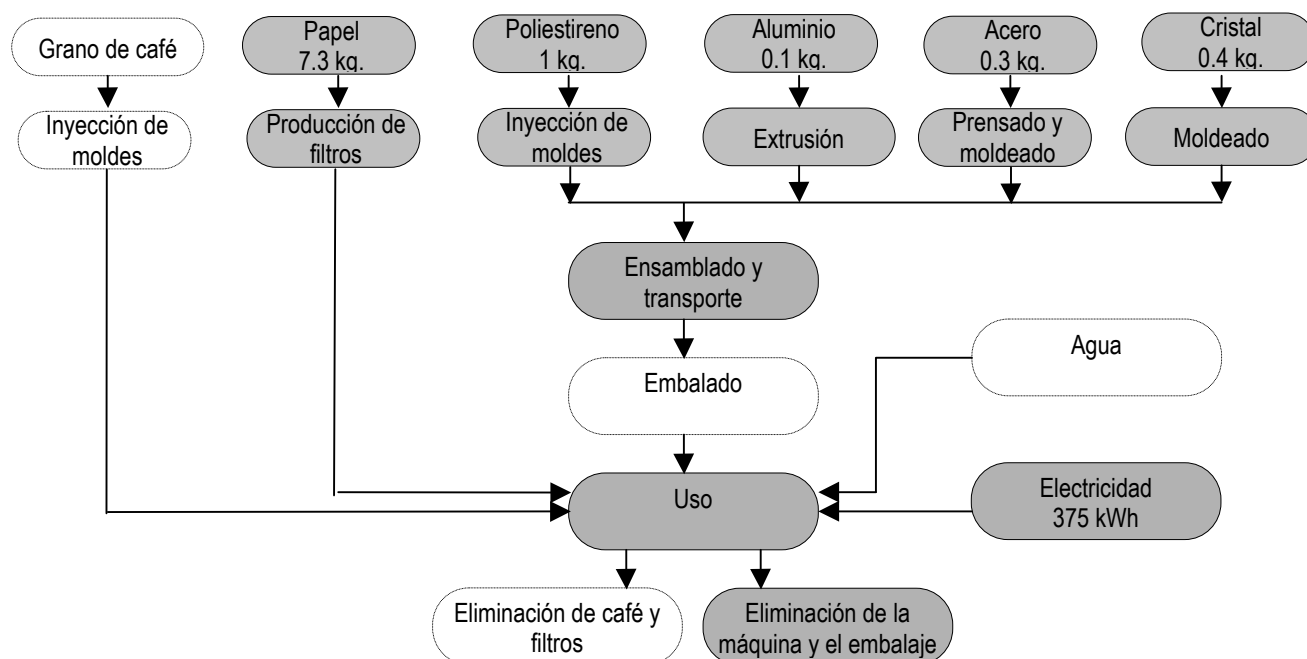 Grano de café
Papel
7.3 kg.
Poliestireno
1 kg.
Aluminio
0.1 kg.
Acero
0.3 kg.
Cristal
0.4 kg.
Inyección de
moldes
Producción de
filtros
Inyección de
moldes
Extrusión
Prensado y
moldeado
Moldeado
Ensamblado y
transporte
Embalado
Agua
Uso
Electricidad
375 kWh
Eliminación de café y
filtros
Eliminación de la
máquina y el embalaje